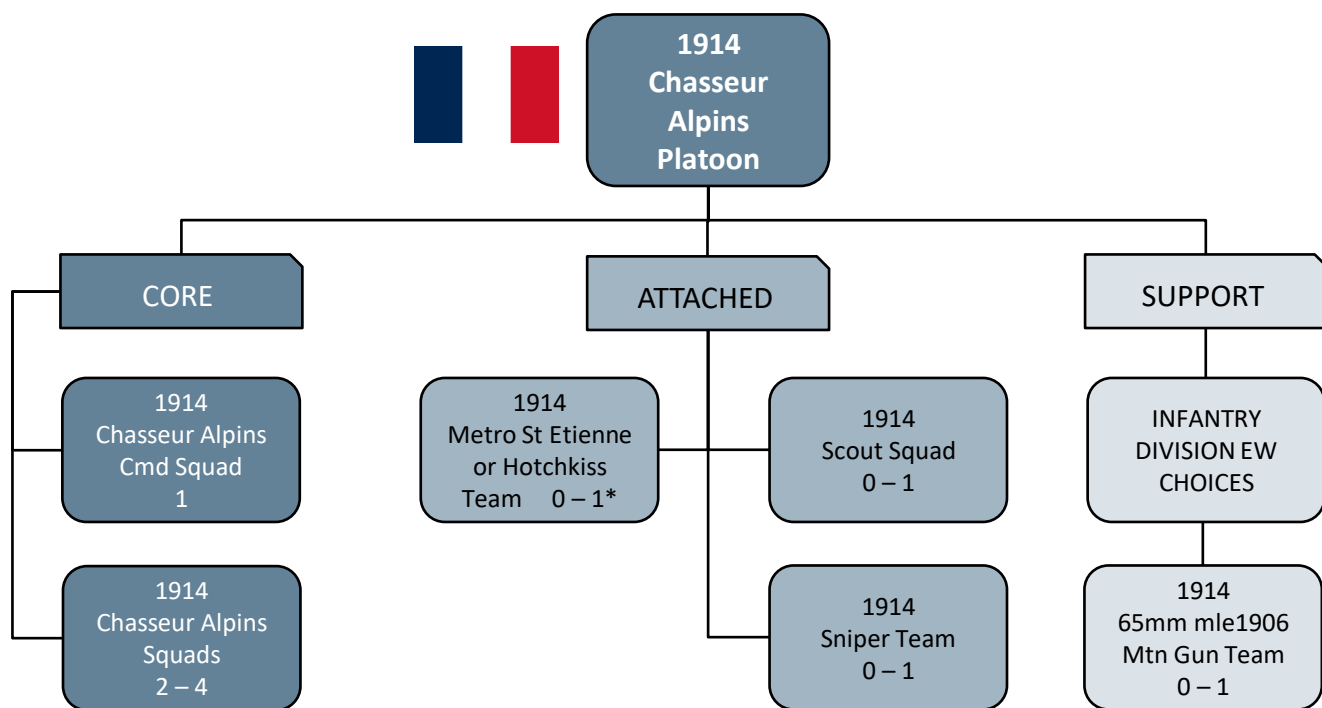 1914
Chasseur
Alpins
Platoon
CORE
ATTACHED
SUPPORT
1914
Chasseur Alpins
Cmd Squad
1
1914
Metro St Etienne
or Hotchkiss
Team 0 – 1*
1914
Scout Squad
0 – 1
INFANTRY
DIVISION EW
CHOICES
1914
Chasseur Alpins
Squads
2 – 4
1914
Sniper Team
0 – 1
1914
65mm mle1906
Mtn Gun Team
0 – 1